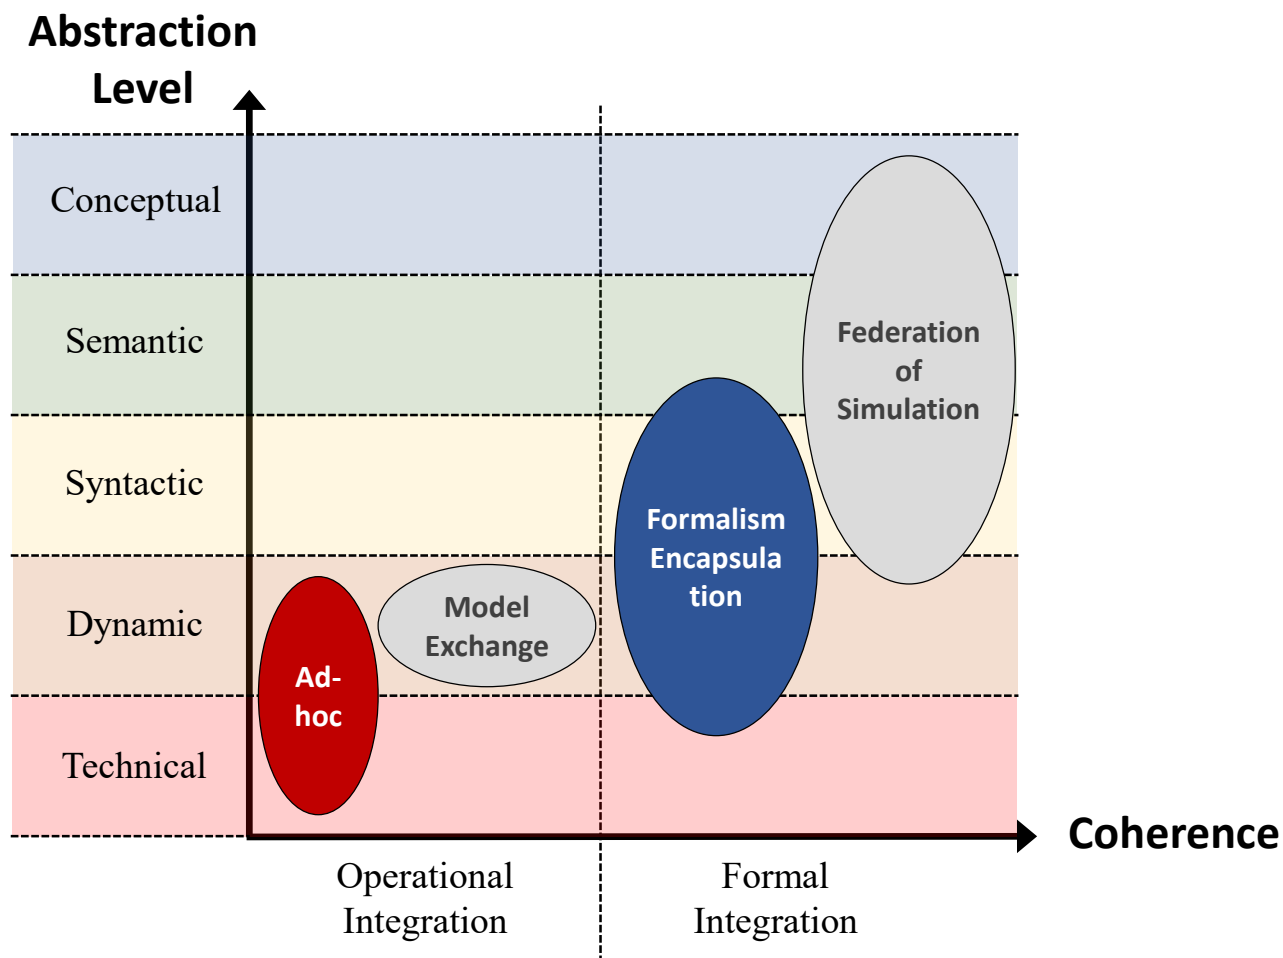 Abstraction
Level
Conceptual
Semantic
Syntactic
Dynamic
Technical
Federation
of
Simulation
Formalism
Encapsula
tion
Model
Exchange
Ad-
hoc
Coherence
Operational
Integration
Formal
Integration